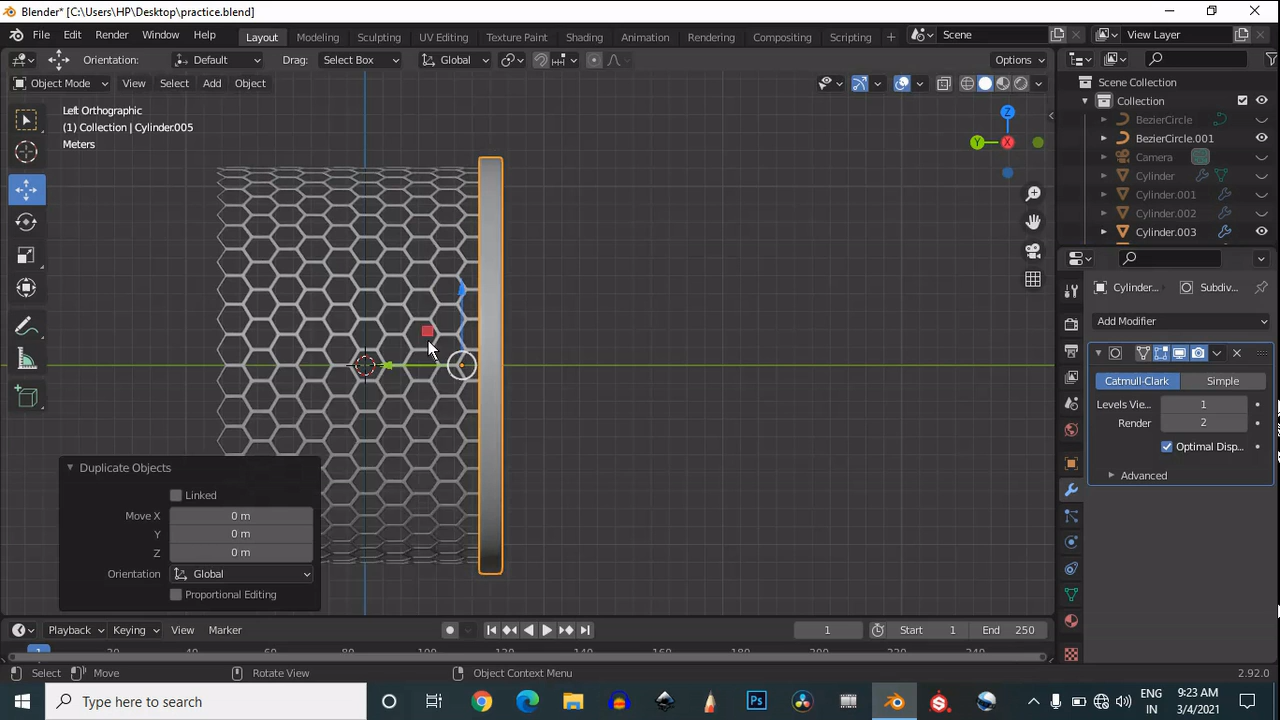 Blender* [C:\Users\HP\Desktop\practice.blend]
File Edit Render Window Help
Layout Modeling Sculpting UV Editing Texture Paint Shading Animation Rendering Compositing Scripting
Scene
View Layer
Orientation: Default Drag: Select Box Global Options
Object Mode View Select Add Object
Left Orthographic
(1) Collection | Cylinder.005
Meters
Z
Y
X
Scene Collection
Collection
BezierCircle
BezierCircle.001
Camera
Cylinder
Cylinder.001
Cylinder.002
Cylinder.003
Cylinder... Subdiv...
Add Modifier
Catmull-Clark Simple
Levels Vie... 1
Render 2
Optimal Disp...
Advanced
Duplicate Objects
Linked
Move X 0 m
Y 0 m
Z 0 m
Orientation Global
Proportional Editing
Playback Keying View Marker
1
Start 1 End 250
1 20 40 60 80 100 120 140 160 180 200 220 240
Select Move Rotate View Object Context Menu 2.92.0
Type here to search
Ps
ENG
IN
9:23 AM
3/4/2021